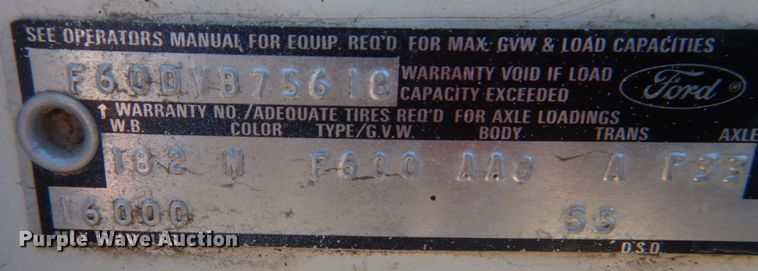 SEE OPERATORS MANUAL FOR EQUIP. REQ'D FOR MAX. GVW & LOAD CAPACITIES
F60DVB75618
WARRANTY VOID IF LOAD
CAPACITY EXCEEDED
Ford
↑ WARRANTY NO./ADEQUATE TIRES REQ'D FOR AXLE LOADINGS
W.B. COLOR TYPE/G.V.W. BODY TRANS AXLE
182 M F600 AA8 A F33
16000 55
Purple Wave Auction
D.S.O.